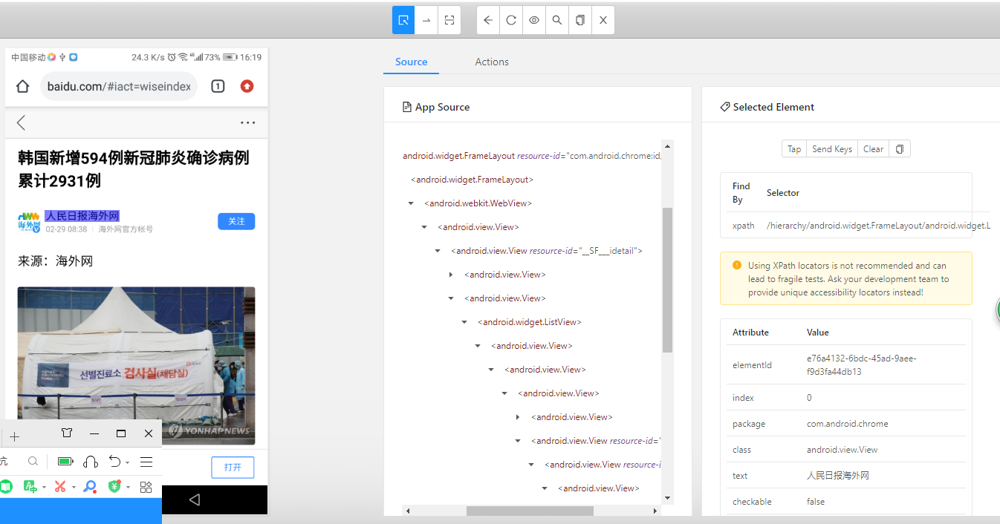 Source
Actions
App Source
android.widget.FrameLayout resource-id="com.android.chrome:id/
<android.widget.FrameLayout>
<android.webkit.WebView>
<android.view.View>
<android.view.View resource-id="__SF___idetail">
<android.view.View>
<android.view.View>
<android.widget.ListView>
<android.view.View>
<android.view.View>
<android.view.View>
<android.view.View>
<android.view.View resource-id="
<android.view.View resource-i
<android.view.View>
Selected Element
Tap
Send Keys
Clear
Find By
Selector
xpath
/hierarchy/android.widget.FrameLayout/android.widget.L
Using XPath locators is not recommended and can
lead to fragile tests. Ask your development team to
provide unique accessibility locators instead!
Attribute
Value
elementId
e76a4132-6bdc-45ad-9aee-
f9d3fa44db13
index
0
package
com.android.chrome
class
android.view.View
text
人民日报海外网
checkable
false
中国移动
24.3 K/s
73%
16:19
baidu.com/#iact=wiseindex
1
韩国新增594例新冠肺炎确诊病例
累计2931例
海外网
人民日报海外网
02-29 08:38
海外网官方帐号
关注
来源：海外网
선별진료소 검사실(채담실)
YONHAP NEWS
打开